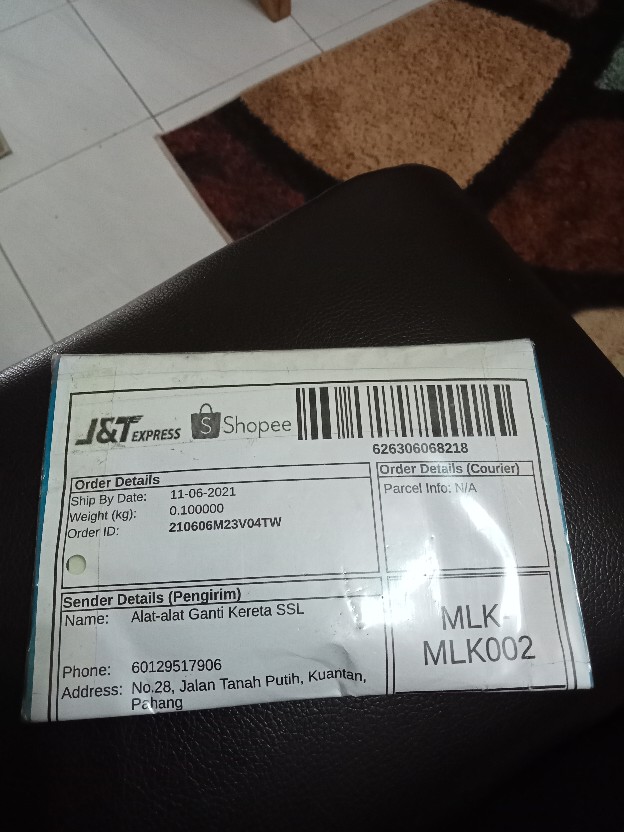 J&T EXPRESS S Shopee
626306068218
Order Details
Ship By Date: 11-06-2021
Weight (kg): 0.100000
Order ID: 210606M23V04TW
Order Details (Courier)
Parcel Info: N/A
Sender Details (Pengirim)
Name: Alat-alat Ganti Kereta SSL
Phone: 60129517906
Address: No.28, Jalan Tanah Putih, Kuantan,
Pahang
MLK-
MLK002